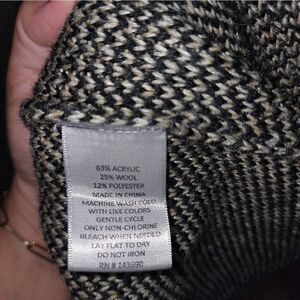 63% ACRYLIC
25% WOOL
12% POLYESTER
MADE IN CHINA
MACHINE WASH COLD
WITH LIKE COLORS
GENTLE CYCLE
ONLY NON-CHLORINE
BLEACH WHEN NEEDED
LAY FLAT TO DRY
DO NOT IRON
RN # 143690